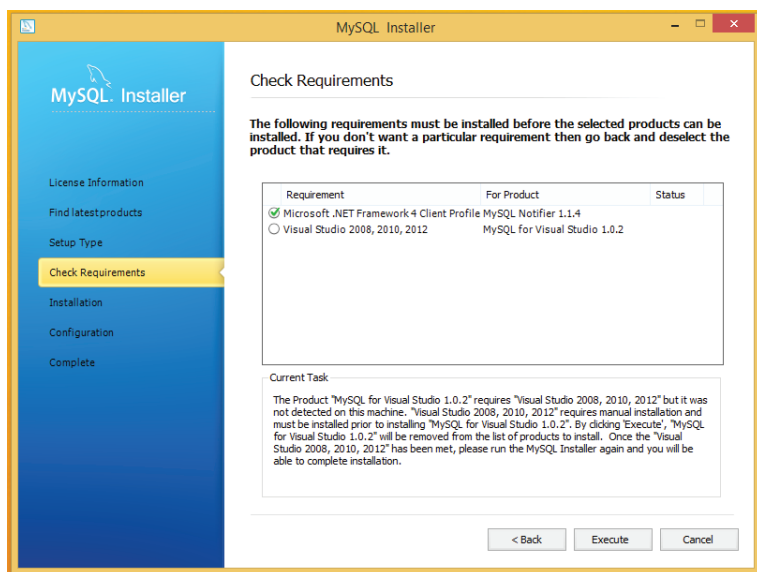 MySQL Installer
MySQL. Installer
License Information
Find latest products
Setup Type
Check Requirements
Installation
Configuration
Complete
Check Requirements
The following requirements must be installed before the selected products can be
installed. If you don't want a particular requirement then go back and deselect the
product that requires it.
Requirement For Product Status
Microsoft .NET Framework 4 Client Profile MySQL Notifier 1.1.4
Visual Studio 2008, 2010, 2012 MySQL for Visual Studio 1.0.2
Current Task
The Product "MySQL for Visual Studio 1.0.2" requires "Visual Studio 2008, 2010, 2012" but it was
not detected on this machine. "Visual Studio 2008, 2010, 2012" requires manual installation and
must be installed prior to installing "MySQL for Visual Studio 1.0.2". By clicking 'Execute', "MySQL
for Visual Studio 1.0.2" will be removed from the list of products to install. Once the "Visual
Studio 2008, 2010, 2012" has been met, please run the MySQL Installer again and you will be
able to complete installation.
< Back Execute Cancel